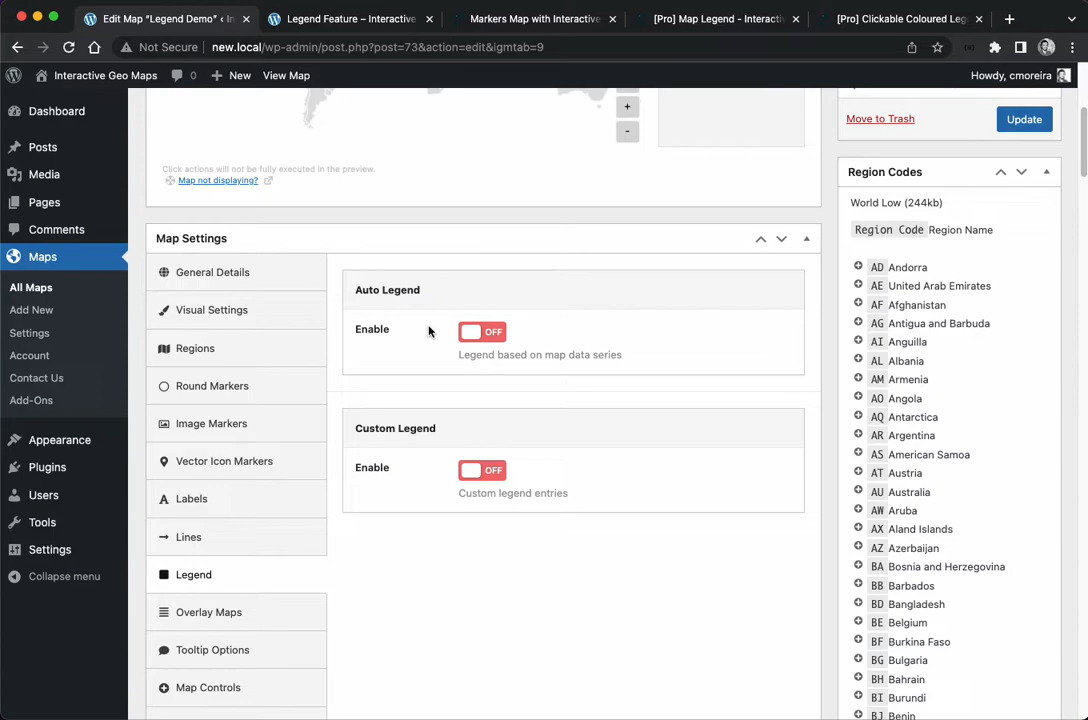 Edit Map “Legend Demo” ‹ In
Legend Feature – Interactive
Markers Map with Interactive
[Pro] Map Legend - Interactiv
[Pro] Clickable Coloured Leg
Not Secure new.local/wp-admin/post.php?post=73&action=edit&igmtab=9
Interactive Geo Maps 0 New View Map Howdy, cmoreira
Dashboard
Posts
Media
Pages
Comments
Maps
All Maps
Add New
Settings
Account
Contact Us
Add-Ons
Appearance
Plugins
Users
Tools
Settings
Collapse menu
+
-
Click actions will not be fully executed in the preview.
Map not displaying?
Map Settings
General Details
Visual Settings
Regions
Round Markers
Image Markers
Vector Icon Markers
Labels
Lines
Legend
Overlay Maps
Tooltip Options
Map Controls
Auto Legend
Enable OFF
Legend based on map data series
Custom Legend
Enable OFF
Custom legend entries
Move to Trash Update
Region Codes
World Low (244kb)
Region Code Region Name
AD Andorra
AE United Arab Emirates
AF Afghanistan
AG Antigua and Barbuda
AI Anguilla
AL Albania
AM Armenia
AO Angola
AQ Antarctica
AR Argentina
AS American Samoa
AT Austria
AU Australia
AW Aruba
AX Aland Islands
AZ Azerbaijan
BA Bosnia and Herzegovina
BB Barbados
BD Bangladesh
BE Belgium
BF Burkina Faso
BG Bulgaria
BH Bahrain
BI Burundi
BJ Benin